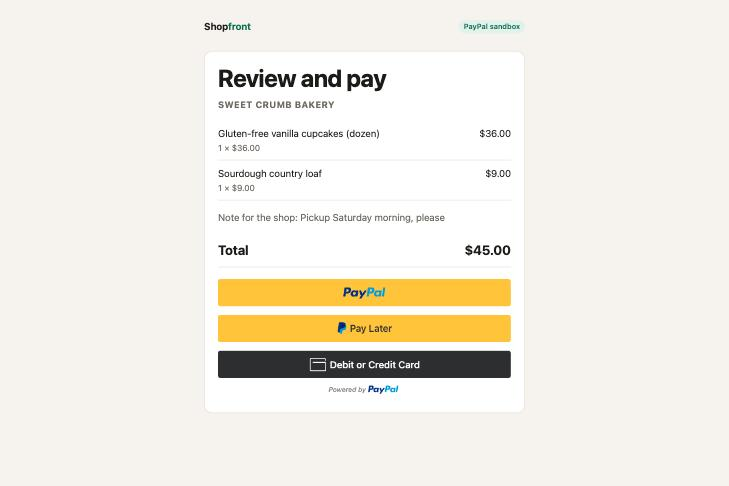 Shopfront
PayPal sandbox
Review and pay
SWEET CRUMB BAKERY
Gluten-free vanilla cupcakes (dozen) $36.00
1 × $36.00
Sourdough country loaf $9.00
1 × $9.00
Note for the shop: Pickup Saturday morning, please
Total $45.00
PayPal
Pay Later
Debit or Credit Card
Powered by PayPal